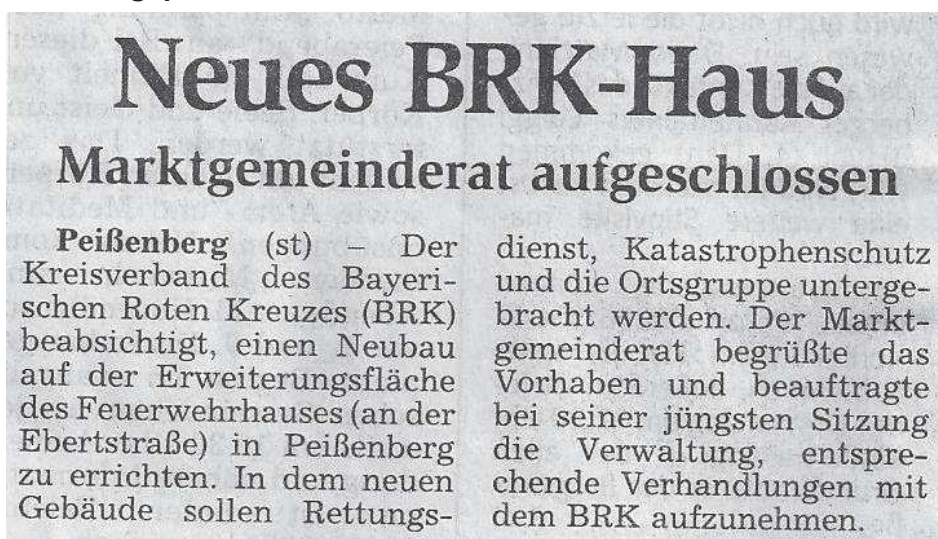 Neues BRK-Haus
Marktgemeinderat aufgeschlossen
Peißenberg (st) – Der
Kreisverband des Bayeri-
schen Roten Kreuzes (BRK)
beabsichtigt, einen Neubau
auf der Erweiterungsfläche
des Feuerwehrhauses (an der
Ebertstraße) in Peißenberg
zu errichten. In dem neuen
Gebäude sollen Rettungs-
dienst, Katastrophenschutz
und die Ortsgruppe unterge-
bracht werden. Der Markt-
gemeinderat begrüßte das
Vorhaben und beauftragte
bei seiner jüngsten Sitzung
die Verwaltung, entspre-
chende Verhandlungen mit
dem BRK aufzunehmen.